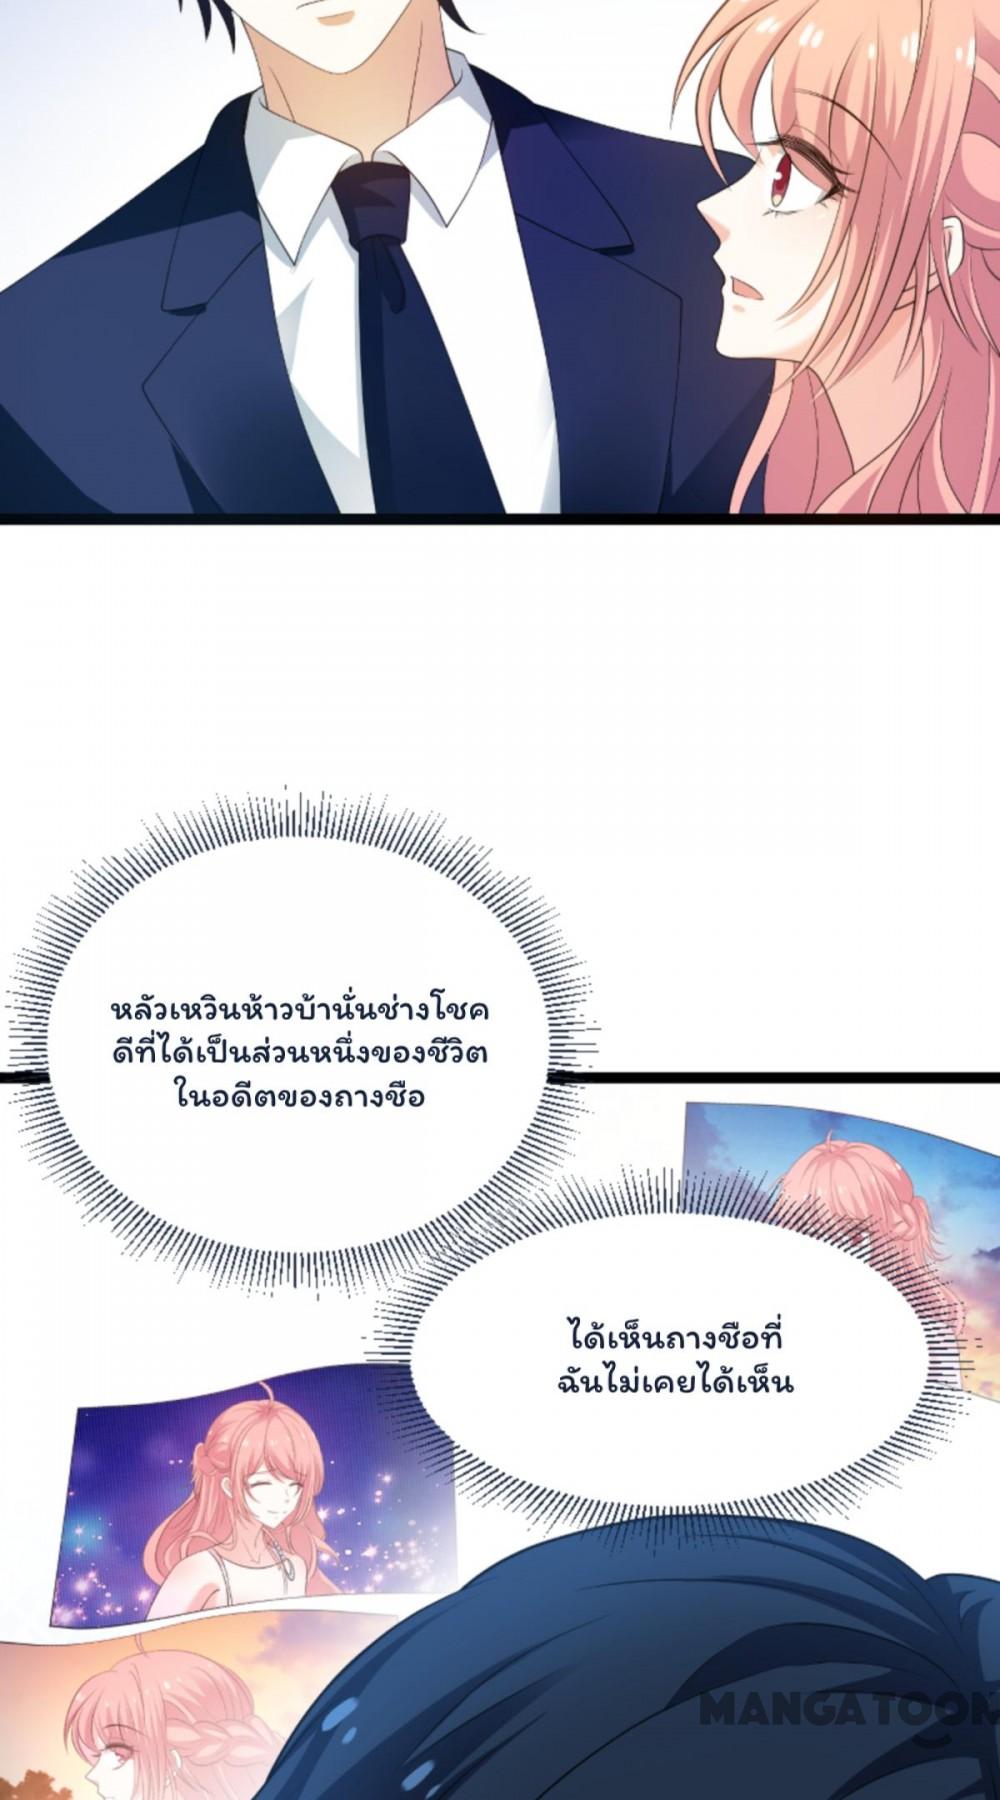 หลัวเหวินห้าวบ้านั่นช่างโชค
ดีที่ได้เป็นส่วนหนึ่งของชีวิต
ในอดีตของถางชือ
ได้เห็นถางชือที่
ฉันไม่เคยได้เห็น
MANGATOON